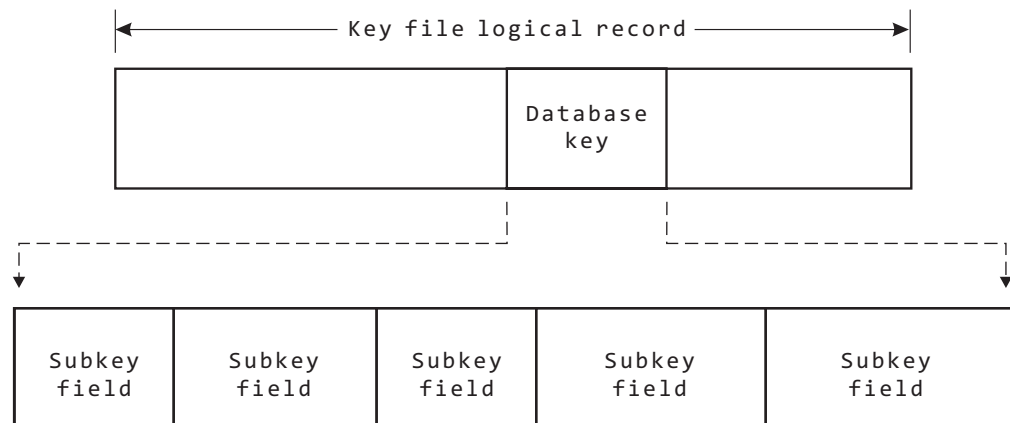 Key file logical record
Database
key
Subkey Subkey Subkey Subkey Subkey
field field field field field